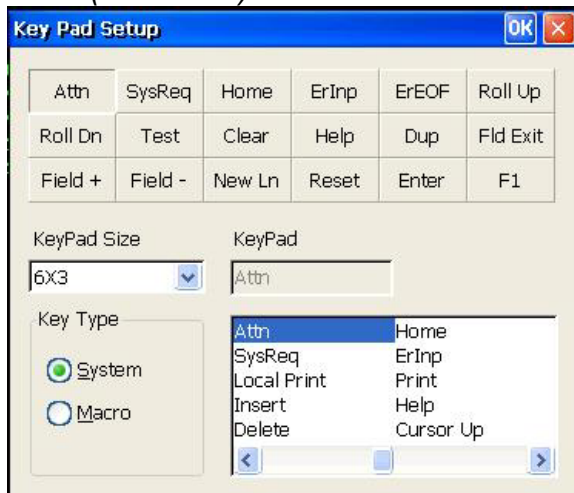 Key Pad Setup OK
Attn SysReq Home ErInp ErEOF Roll Up
Roll Dn Test Clear Help Dup Fld Exit
Field + Field - New Ln Reset Enter F1
KeyPad Size KeyPad
6X3 Attn
Key Type
System
Macro
Attn Home
SysReq ErInp
Local Print Print
Insert Help
Delete Cursor Up